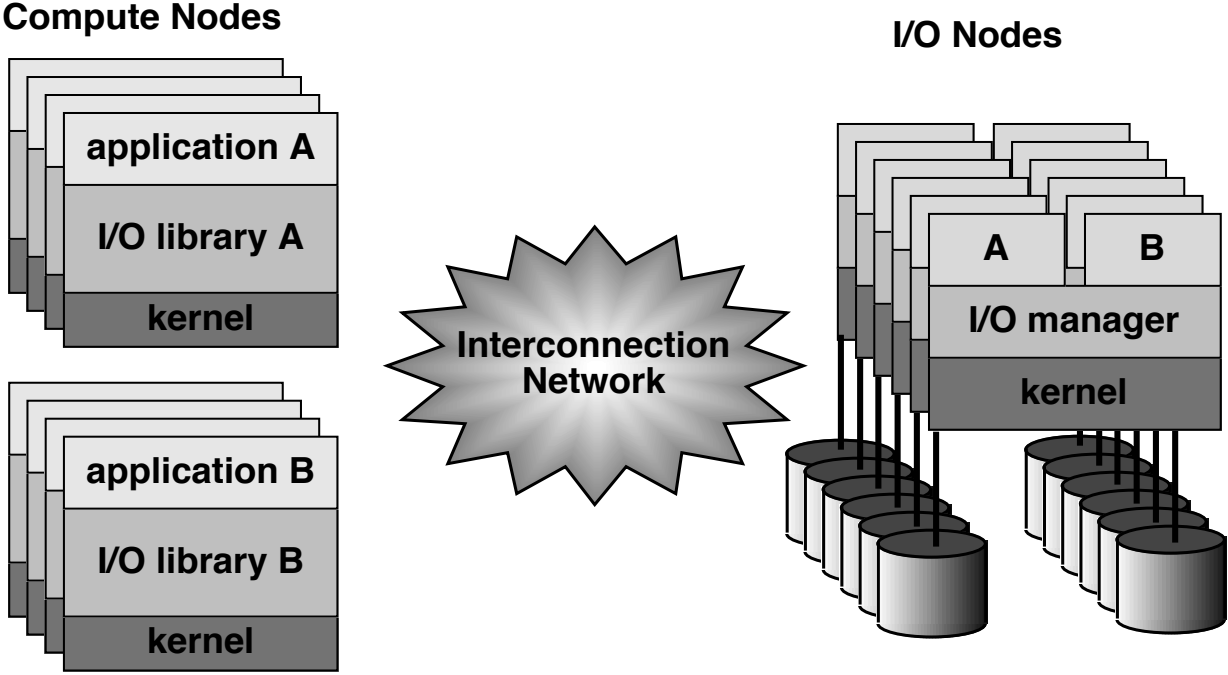 Compute Nodes
application A
I/O library A
kernel
application B
I/O library B
kernel
Interconnection
Network
I/O Nodes
A B
I/O manager
kernel